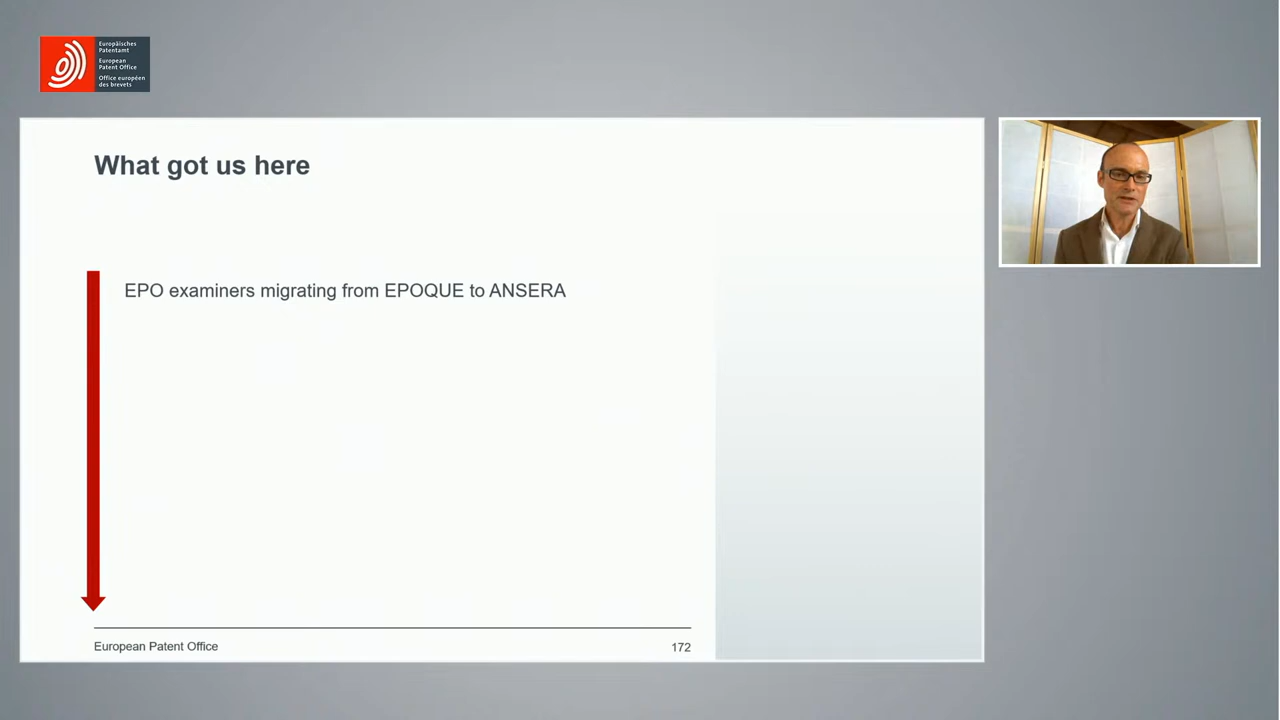 Europäisches
Patentamt
European
Patent Office
Office européen
des brevets
What got us here
EPO examiners migrating from EPOQUE to ANSERA
European Patent Office
172